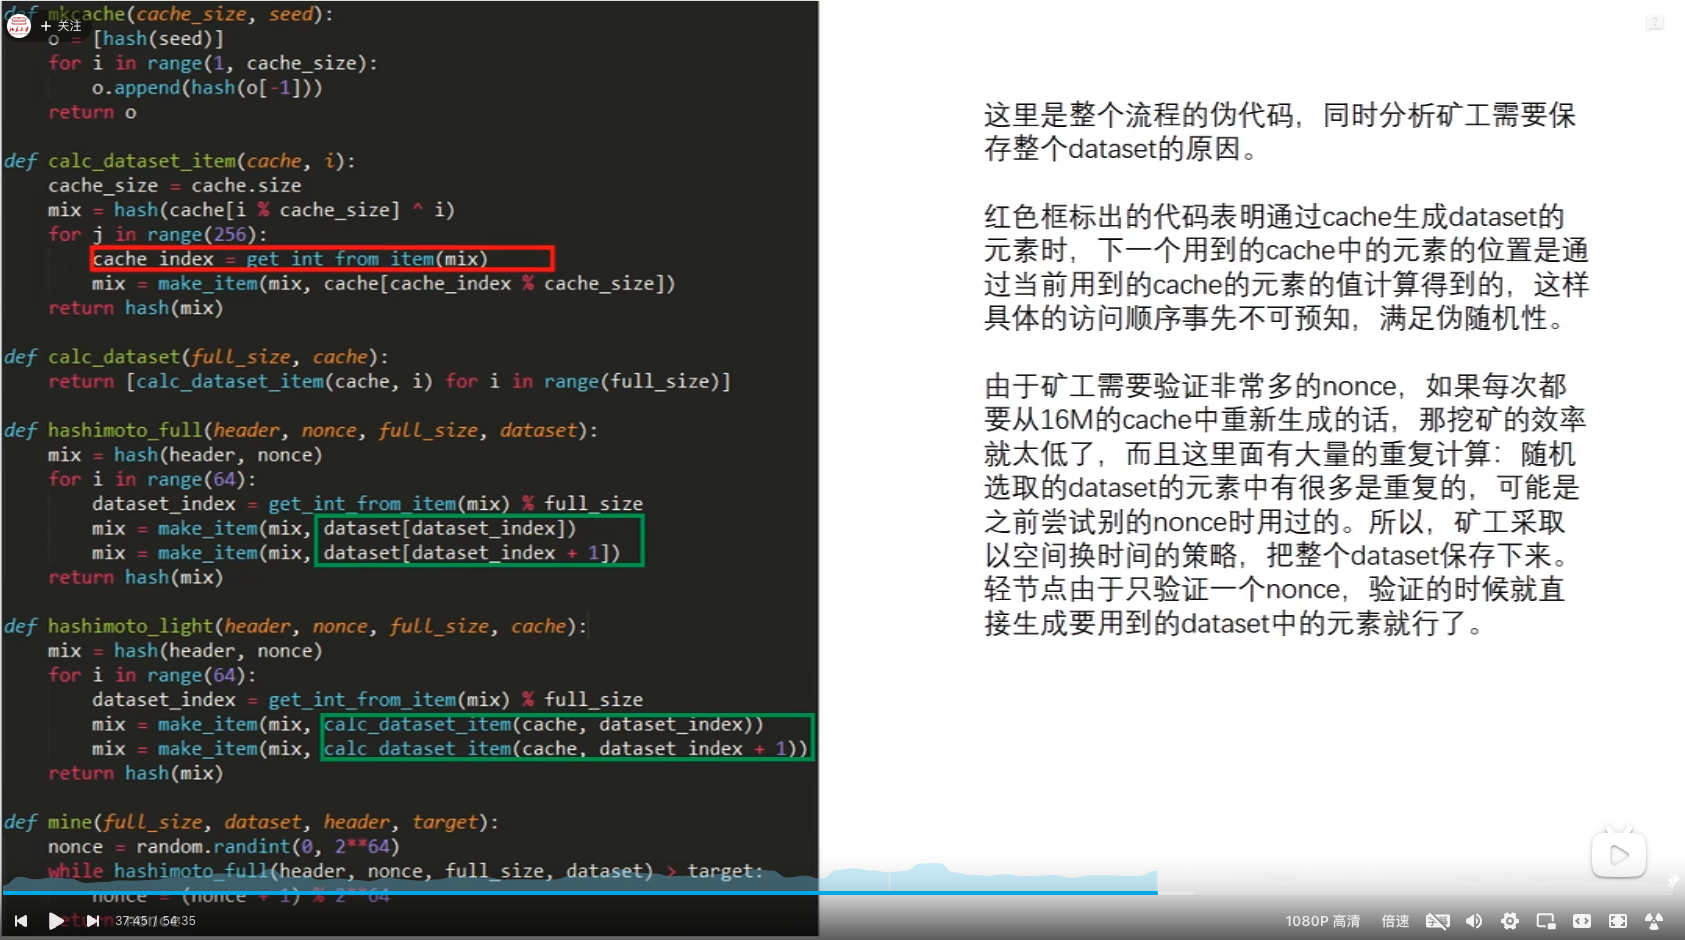 def mkcache(cache_size, seed):
+ 关注
o = [hash(seed)]
for i in range(1, cache_size):
o.append(hash(o[-1]))
return o
def calc_dataset_item(cache, i):
cache_size = cache.size
mix = hash(cache[i % cache_size] ^ i)
for j in range(256):
cache_index = get_int_from_item(mix)
mix = make_item(mix, cache[cache_index % cache_size])
return hash(mix)
def calc_dataset(full_size, cache):
return [calc_dataset_item(cache, i) for i in range(full_size)]
def hashimoto_full(header, nonce, full_size, dataset):
mix = hash(header, nonce)
for i in range(64):
dataset_index = get_int_from_item(mix) % full_size
mix = make_item(mix, dataset[dataset_index])
mix = make_item(mix, dataset[dataset_index + 1])
return hash(mix)
def hashimoto_light(header, nonce, full_size, cache):
mix = hash(header, nonce)
for i in range(64):
dataset_index = get_int_from_item(mix) % full_size
mix = make_item(mix, calc_dataset_item(cache, dataset_index))
mix = make_item(mix, calc_dataset_item(cache, dataset_index + 1))
return hash(mix)
def mine(full_size, dataset, header, target):
nonce = random.randint(0, 2**64)
while hashimoto_full(header, nonce, full_size, dataset) > target:
nonce = (nonce + 1) % 2**64
return nonce
这里是整个流程的伪代码，同时分析矿工需要保
存整个dataset的原因。
红色框标出的代码表明通过cache生成dataset的
元素时，下一个用到的cache中的元素的位置是通
过当前用到的cache的元素的值计算得到的，这样
具体的访问顺序事先不可预知，满足伪随机性。
由于矿工需要验证非常多的nonce，如果每次都
要从16M的cache中重新生成的话，那挖矿的效率
就太低了，而且这里面有大量的重复计算：随机
选取的dataset的元素中有很多是重复的，可能是
之前尝试别的nonce时用过的。所以，矿工采取
以空间换时间的策略，把整个dataset保存下来。
轻节点由于只验证一个nonce，验证的时候就直
接生成要用到的dataset中的元素就行了。
37:45 / 54:35
1080P 高清
倍速